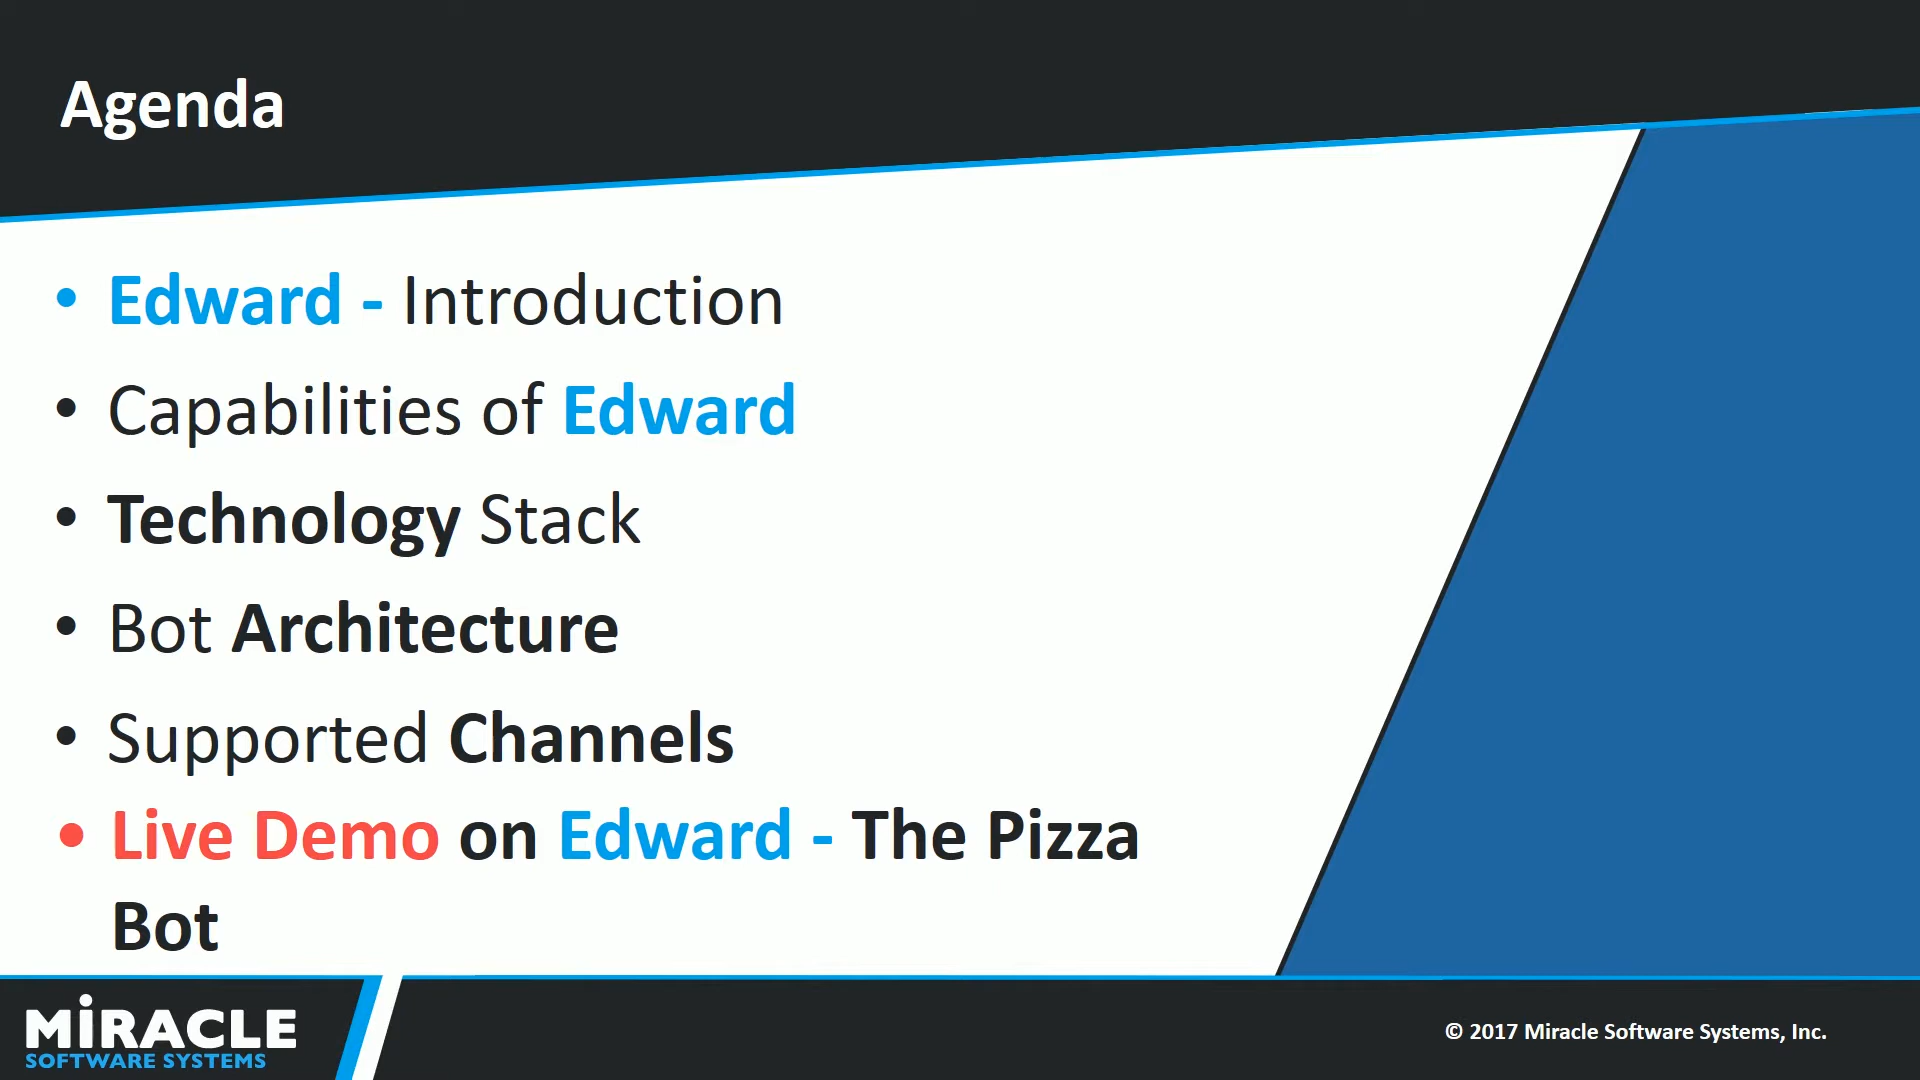 Agenda
• Edward - Introduction
• Capabilities of Edward
• Technology Stack
• Bot Architecture
• Supported Channels
• Live Demo on Edward - The Pizza
Bot
MiRACLE
SOFTWARE SYSTEMS
© 2017 Miracle Software Systems, Inc.